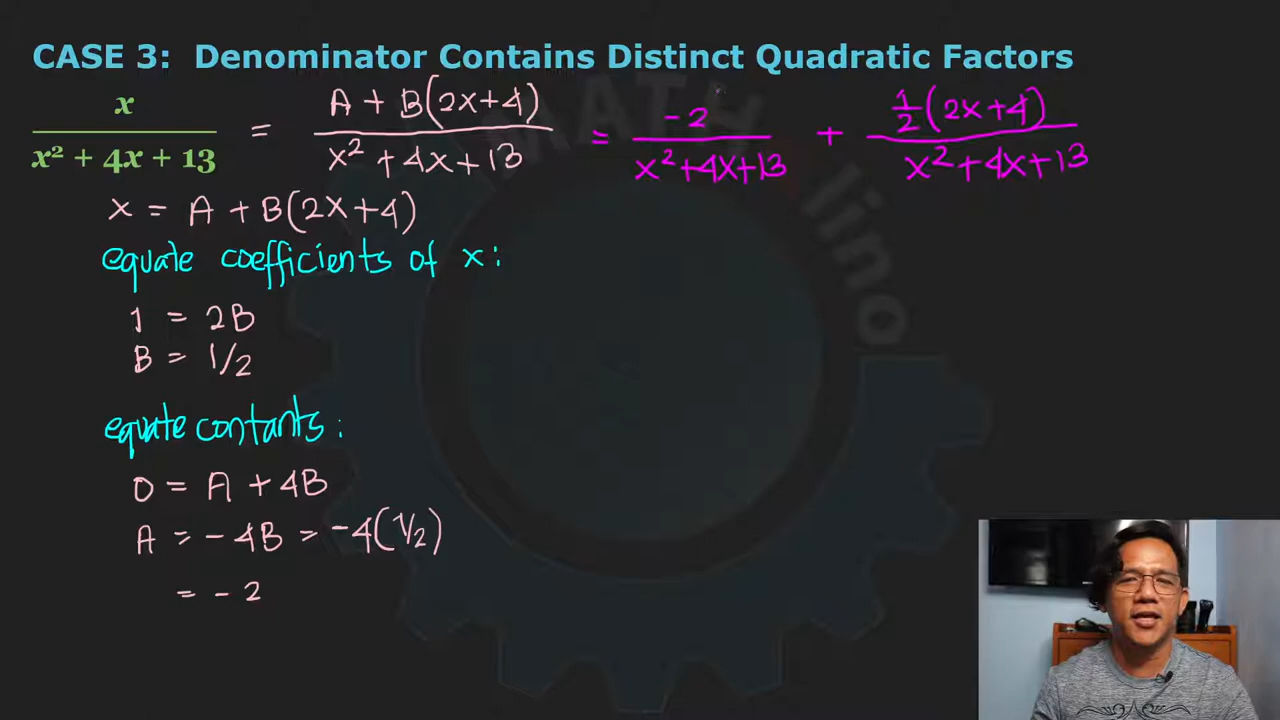 CASE 3: Denominator Contains Distinct Quadratic Factors
x / (x² + 4x + 13) = (A + B(2x+4)) / (x² + 4x + 13) = -2 / (x²+4x+13) + ½(2x+4) / (x²+4x+13)
x = A + B(2x+4)
equate coefficients of x:
1 = 2B
B = 1/2
equate contants:
0 = A + 4B
A = -4B = -4(1/2)
= -2
MATH
lino